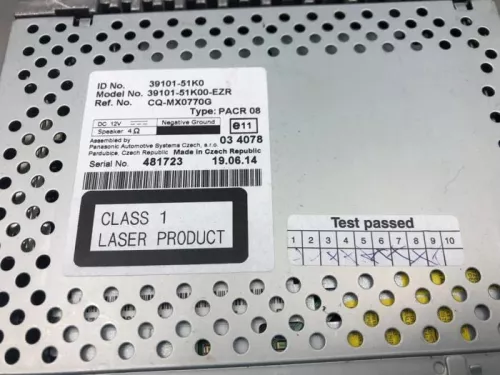 ID No. 39101-51K0
Model No. 39101-51K00-EZR
Ref. No. CQ-MX0770G
Type: PACR 08
DC 12V Negative Ground
Speaker 4Ω
e11
03 4078
Assembled by
Panasonic Automotive Systems Czech, s.r.o.
Pardubice, Czech Republic Made in Czech Republic
Serial No. 481723 19.06.14
CLASS 1
LASER PRODUCT
Test passed
1 2 3 4 5 6 7 8 9 10